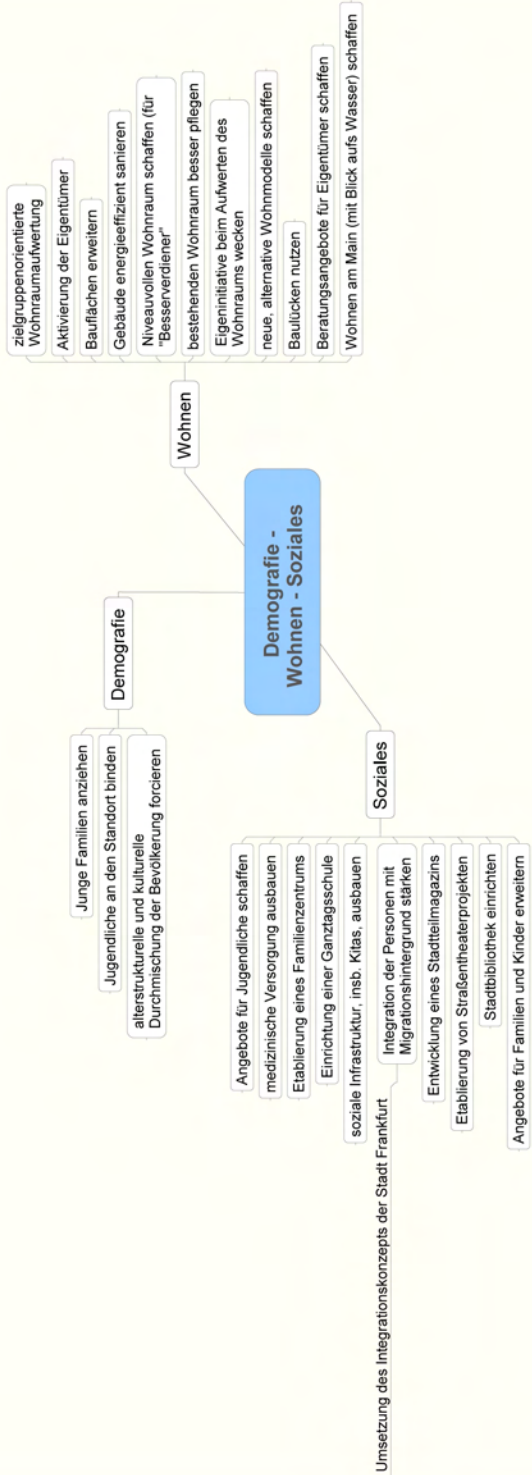 Demografie -
Wohnen - Soziales
Demografie
Junge Familien anziehen
Jugendliche an den Standort binden
alterstrukturelle und kulturelle
Durchmischung der Bevölkerung forcieren
Wohnen
zielgruppenorientierte
Wohnraumaufwertung
Aktivierung der Eigentümer
Bauflächen erweitern
Gebäude energieeffizient sanieren
Niveauvollen Wohnraum schaffen (für
"Besserverdiener"
bestehenden Wohnraum besser pflegen
Eigeninitiative beim Aufwerten des
Wohnraums wecken
neue, alternative Wohnmodelle schaffen
Baulücken nutzen
Beratungsangebote für Eigentümer schaffen
Wohnen am Main (mit Blick aufs Wasser) schaffen
Soziales
Angebote für Jugendliche schaffen
medizinische Versorgung ausbauen
Etablierung eines Familienzentrums
Einrichtung einer Ganztagsschule
soziale Infrastruktur, insb. Kitas, ausbauen
Integration der Personen mit
Migrationshintergrund stärken
Umsetzung des Integrationskonzepts der Stadt Frankfurt
Entwicklung eines Stadtteilmagazins
Etablierung von Straßentheaterprojekten
Stadtbibliothek einrichten
Angebote für Familien und Kinder erweitern